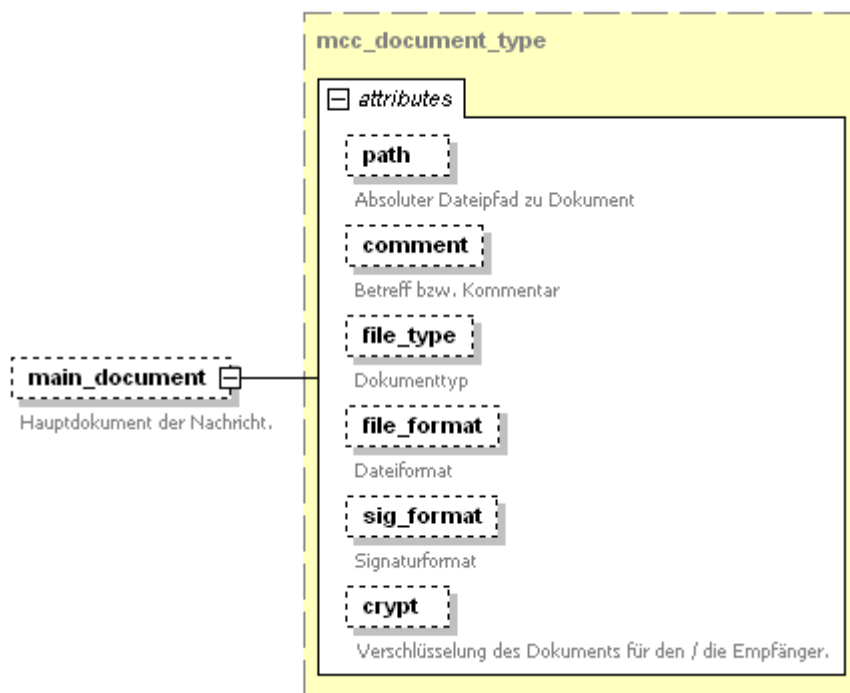 mcc_document_type
attributes
path
Absoluter Dateipfad zu Dokument
comment
Betreff bzw. Kommentar
file_type
Dokumenttyp
main_document
Hauptdokument der Nachricht.
file_format
Dateiformat
sig_format
Signaturformat
crypt
Verschlüsselung des Dokuments für den / die Empfänger.